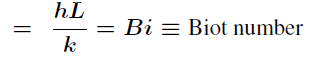 = hL/k = Bi ≡ Biot number